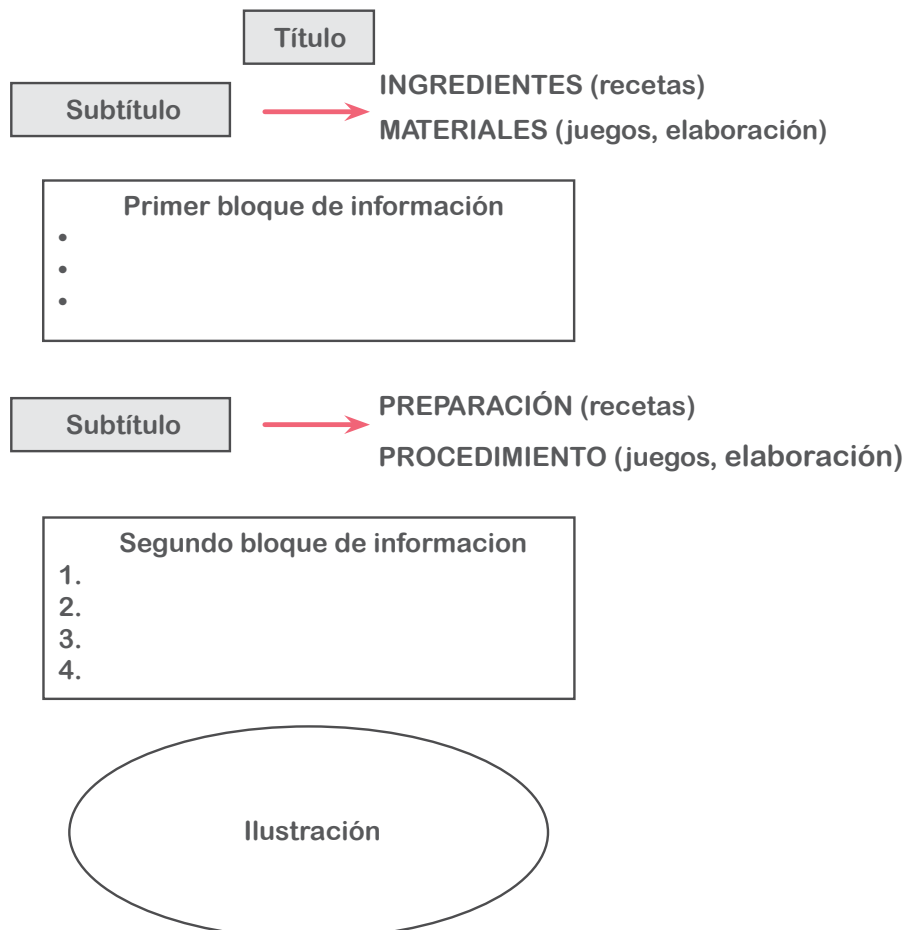 Título
Subtítulo
INGREDIENTES (recetas)
MATERIALES (juegos, elaboración)
Primer bloque de información
•
•
•
Subtítulo
PREPARACIÓN (recetas)
PROCEDIMIENTO (juegos, elaboración)
Segundo bloque de informacion
1.
2.
3.
4.
Ilustración